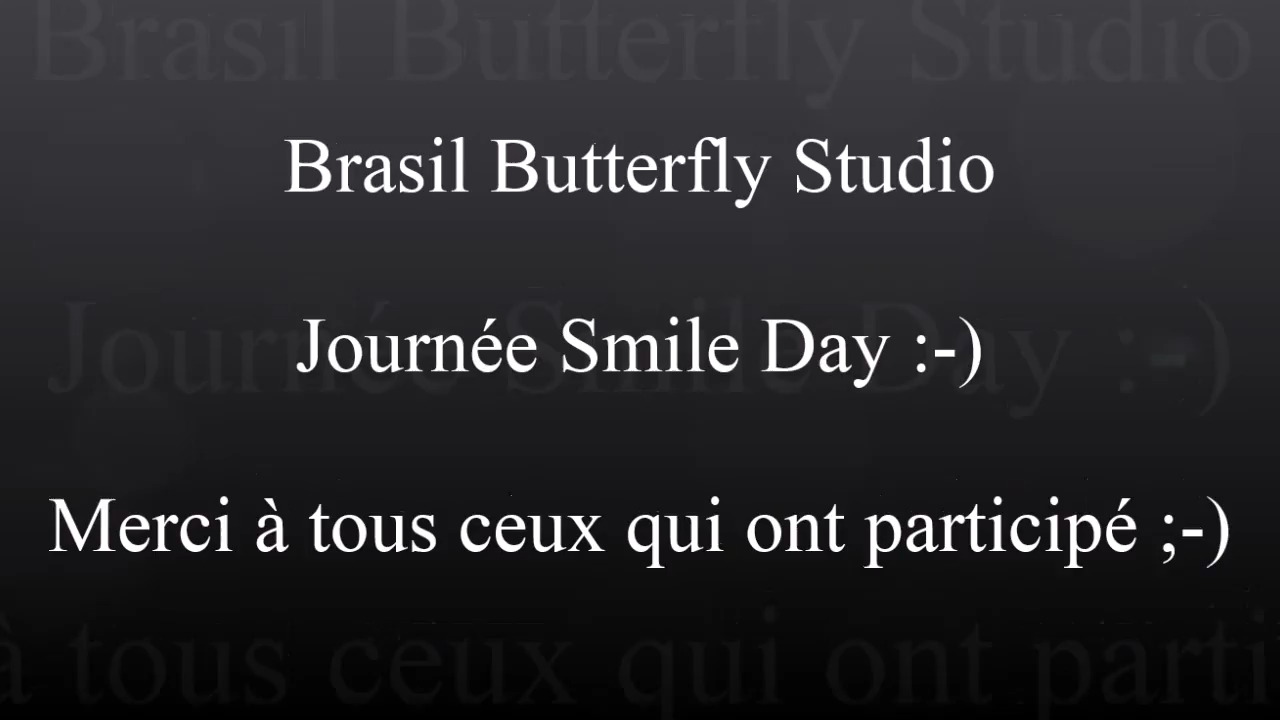 Brasil Butterfly Studio
Journée Smile Day :-)
Merci à tous ceux qui ont participé ;-)